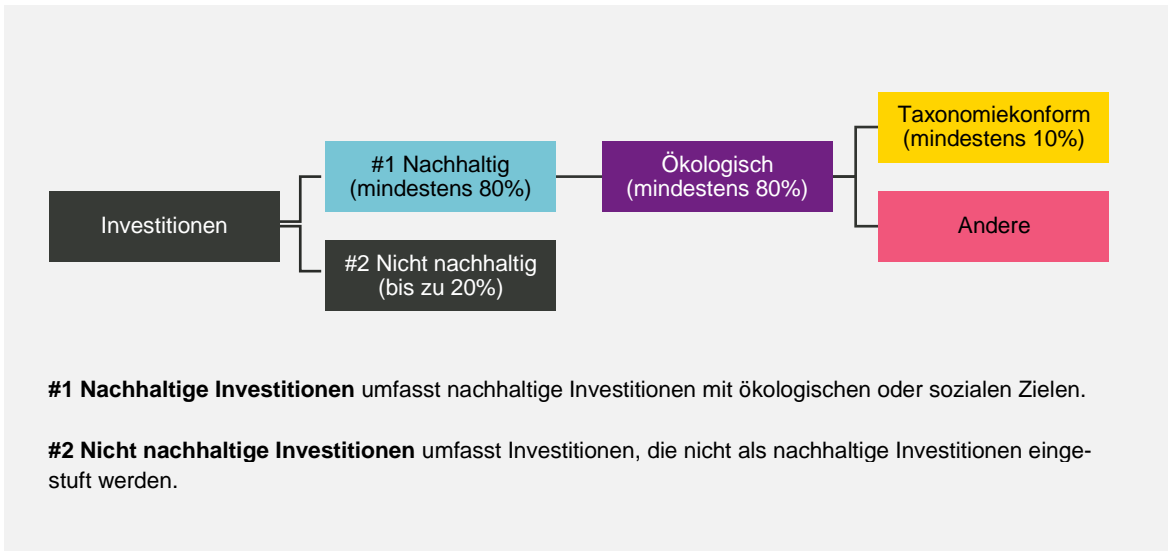 Investitionen
#1 Nachhaltig
(mindestens 80%)
#2 Nicht nachhaltig
(bis zu 20%)
Ökologisch
(mindestens 80%)
Taxonomiekonform
(mindestens 10%)
Andere
#1 Nachhaltige Investitionen umfasst nachhaltige Investitionen mit ökologischen oder sozialen Zielen.
#2 Nicht nachhaltige Investitionen umfasst Investitionen, die nicht als nachhaltige Investitionen einge-
stuft werden.